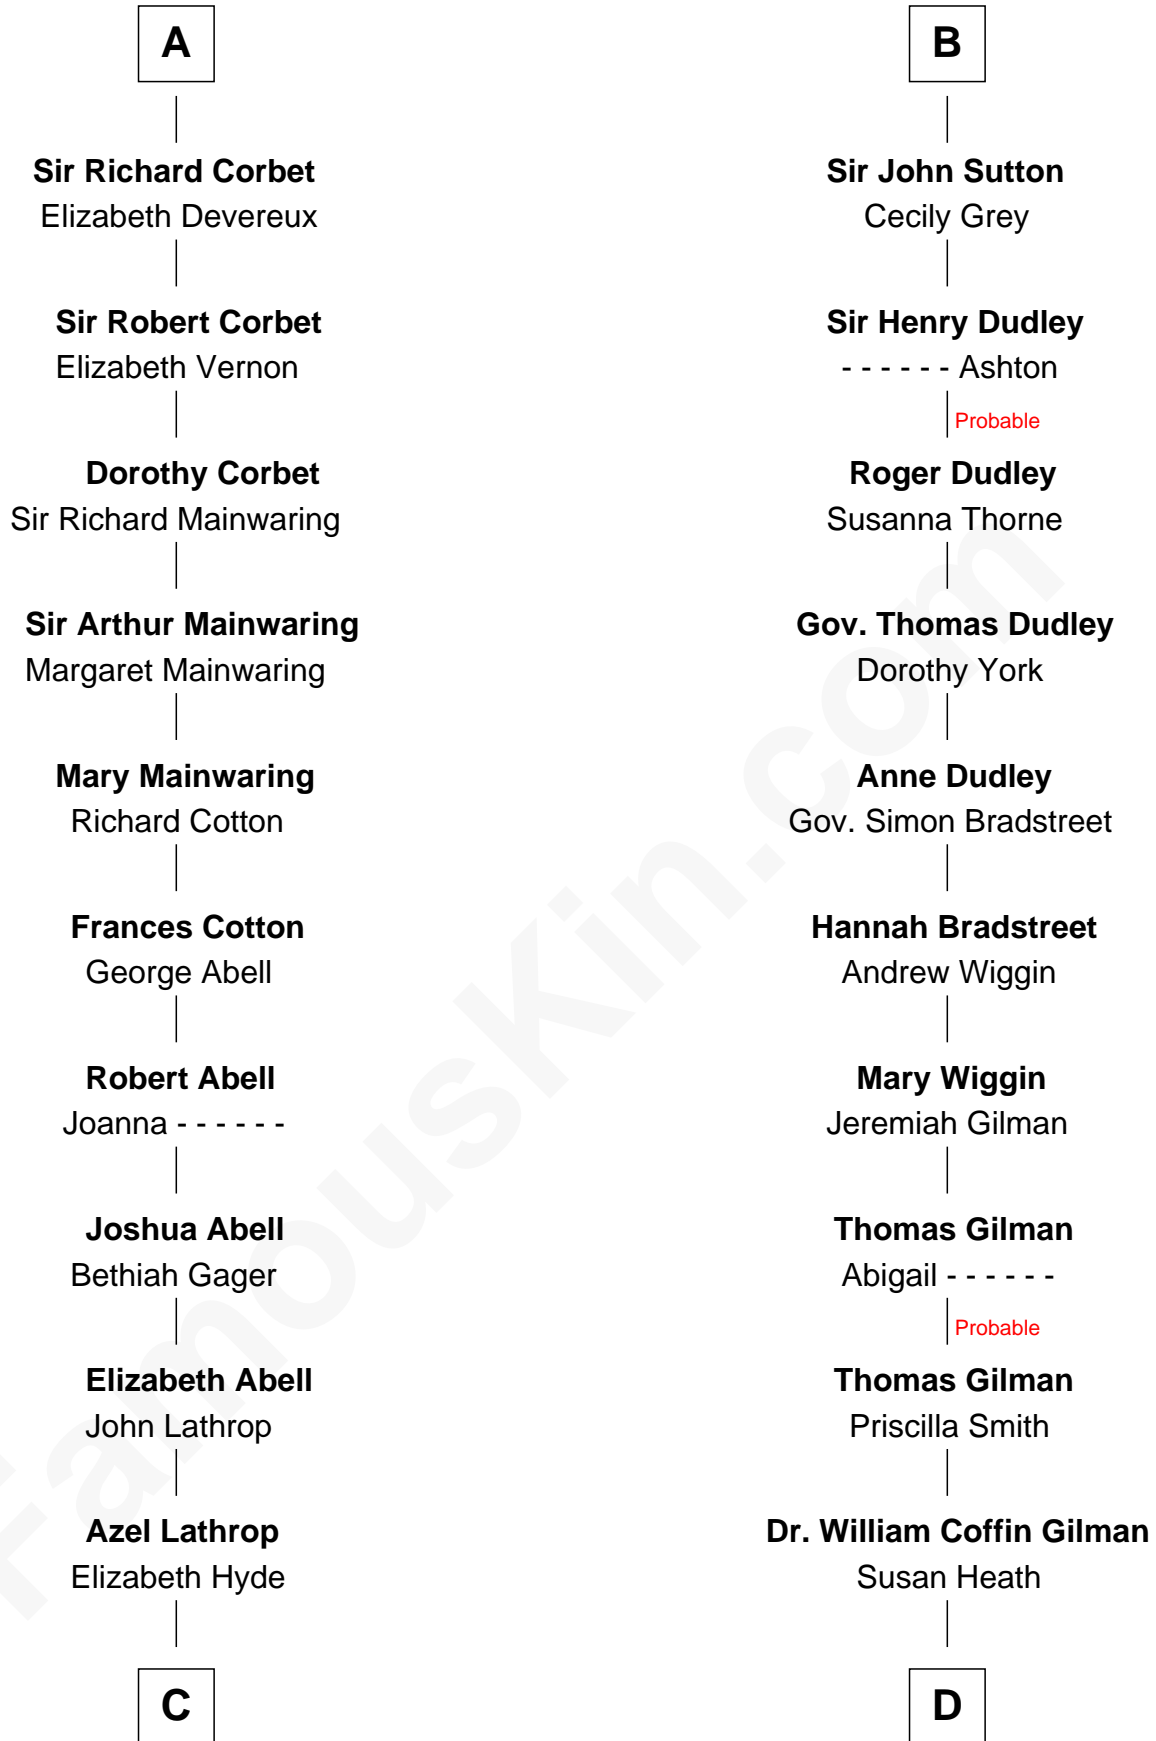 A
Sir Richard Corbet
Elizabeth Devereux
Sir Robert Corbet
Elizabeth Vernon
Dorothy Corbet
Sir Richard Mainwaring
Sir Arthur Mainwaring
Margaret Mainwaring
Mary Mainwaring
Richard Cotton
Frances Cotton
George Abell
Robert Abell
Joanna - - - - - -
Joshua Abell
Bethiah Gager
Elizabeth Abell
John Lathrop
Azel Lathrop
Elizabeth Hyde
C
B
Sir John Sutton
Cecily Grey
Sir Henry Dudley
- - - - - - Ashton
Probable
Roger Dudley
Susanna Thorne
Gov. Thomas Dudley
Dorothy York
Anne Dudley
Gov. Simon Bradstreet
Hannah Bradstreet
Andrew Wiggin
Mary Wiggin
Jeremiah Gilman
Thomas Gilman
Abigail - - - - - -
Probable
Thomas Gilman
Priscilla Smith
Dr. William Coffin Gilman
Susan Heath
D
FamousKin.com